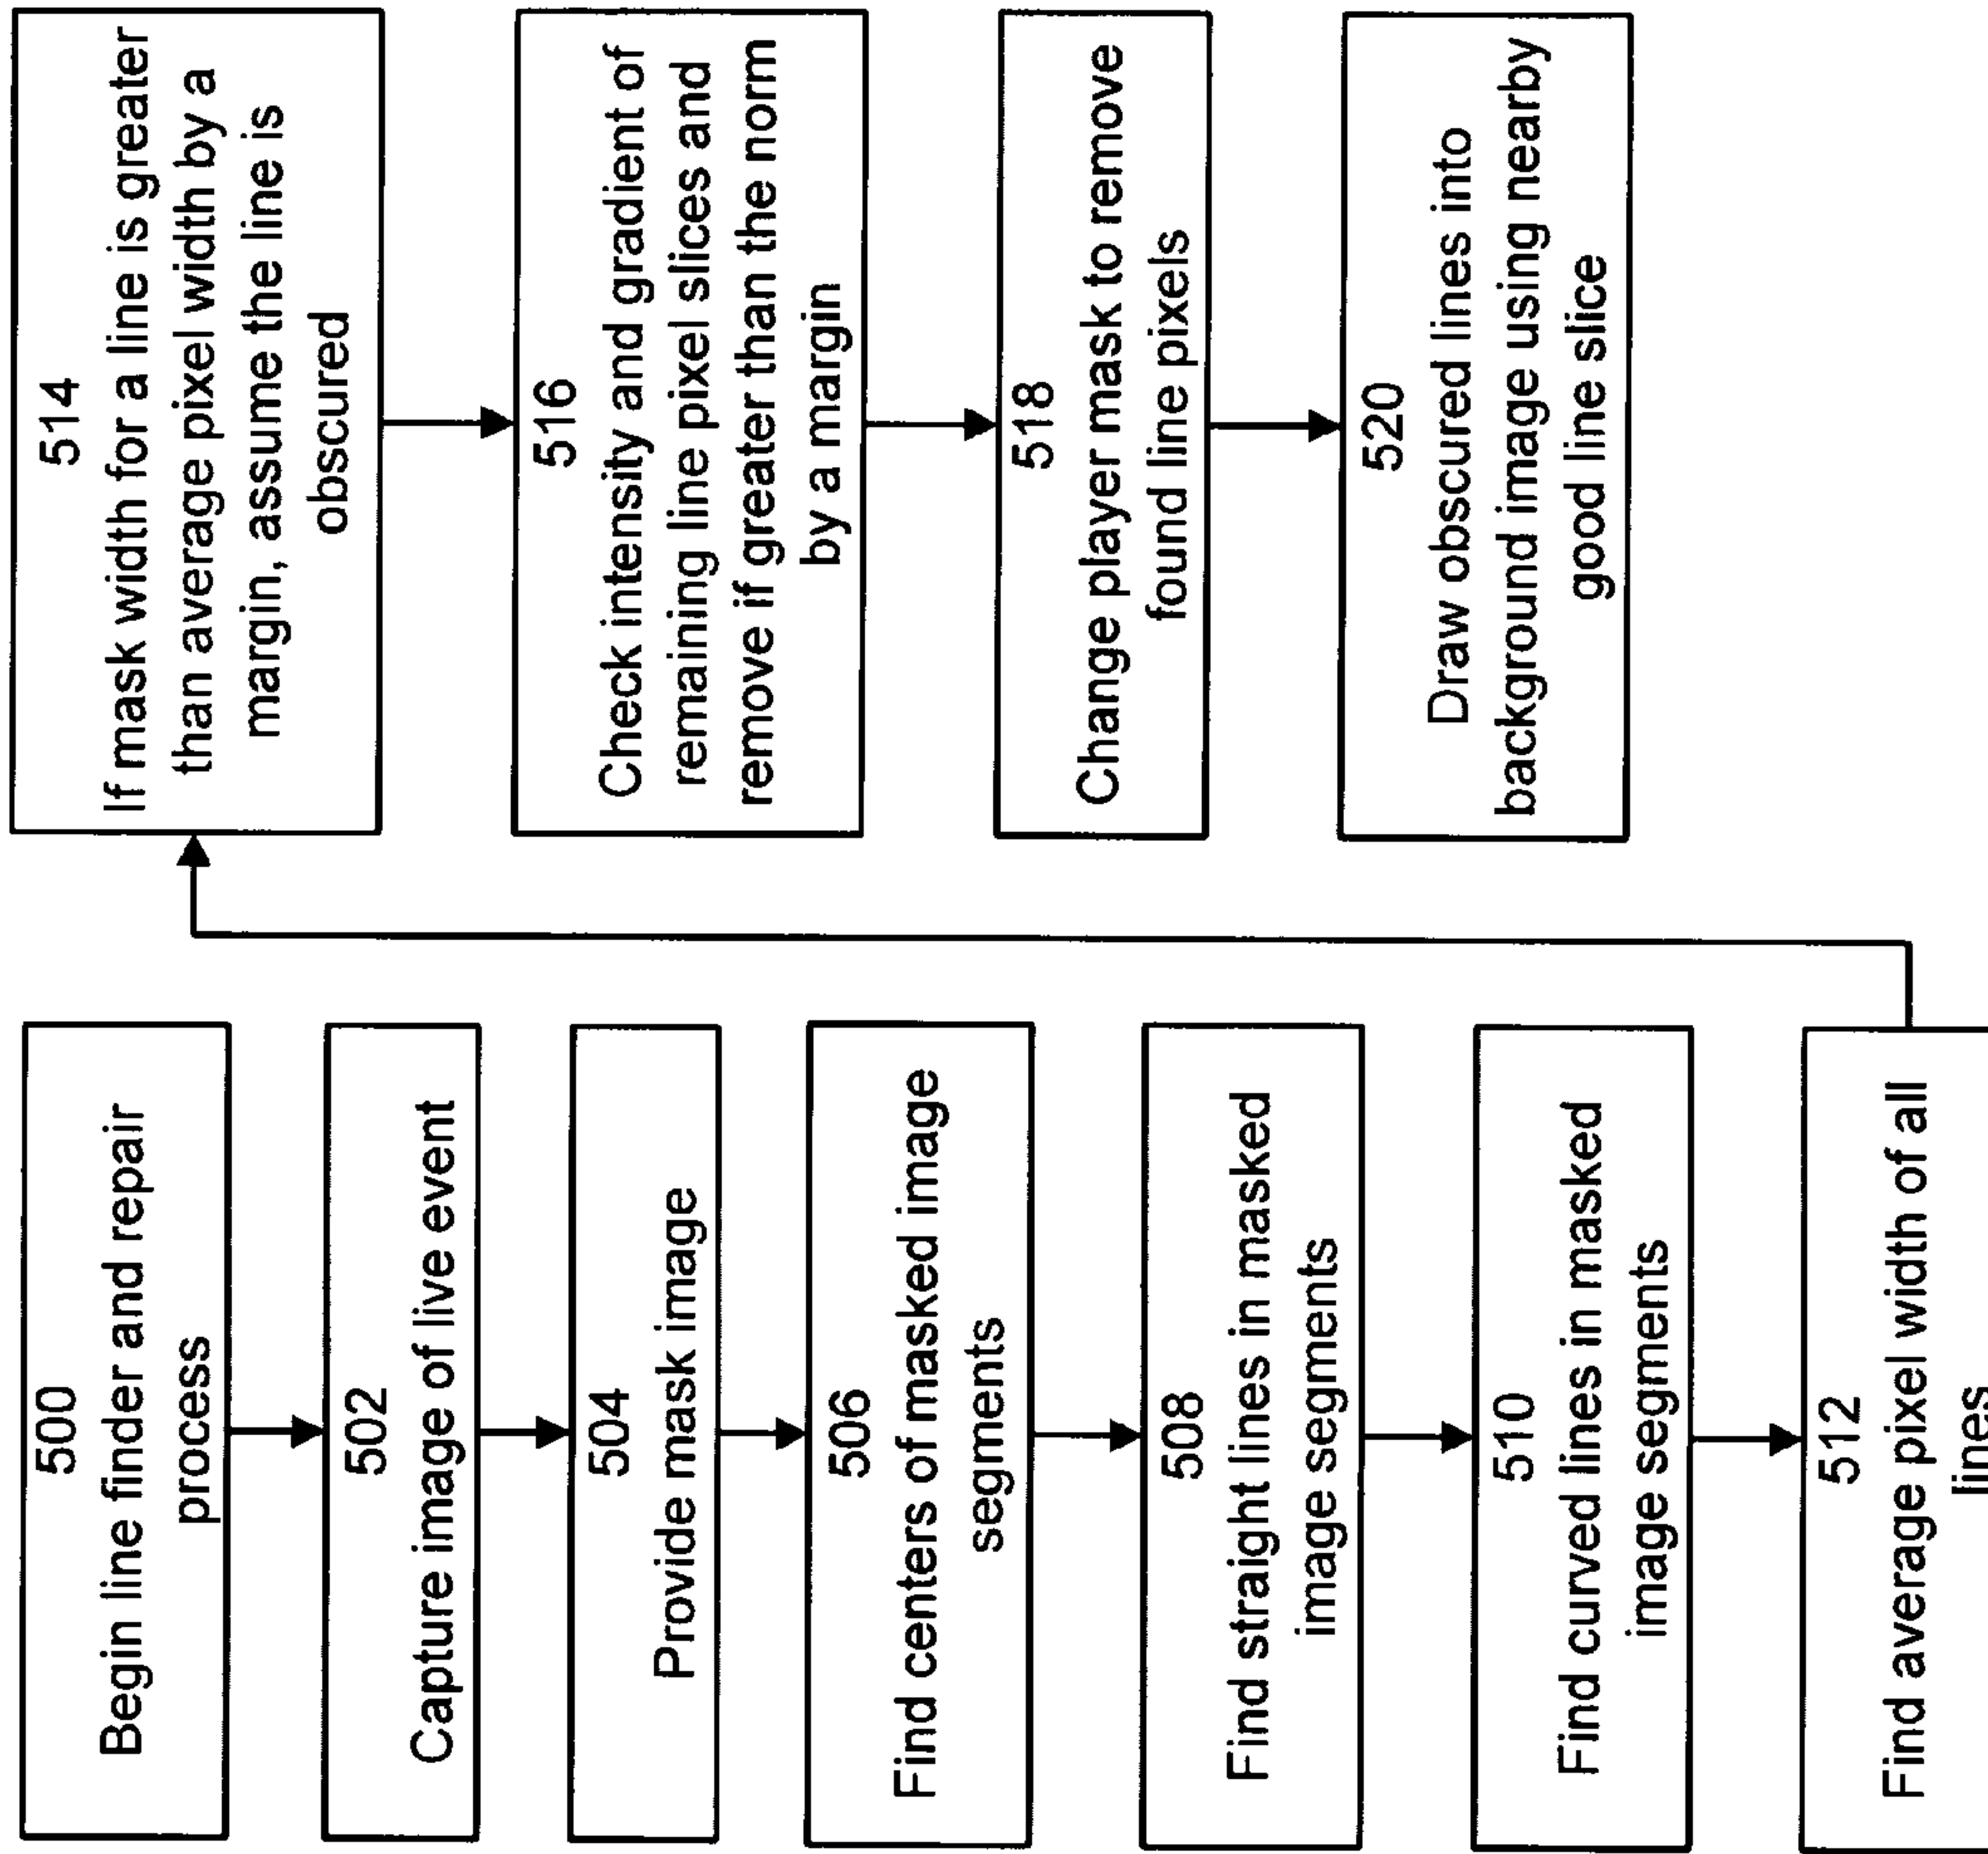 500
Begin line finder and repair
process
502
Capture image of live event
504
Provide mask image
506
Find centers of masked image
segments
508
Find straight lines in masked
image segments
510
Find curved lines in masked
image segments
512
Find average pixel width of all
lines
514
If mask width for a line is greater
than average pixel width by a
margin, assume the line is
obscured
516
Check intensity and gradient of
remaining line pixel slices and
remove if greater than the norm
by a margin
518
Change player mask to remove
found line pixels
520
Draw obscured lines into
background image using nearby
good line slice